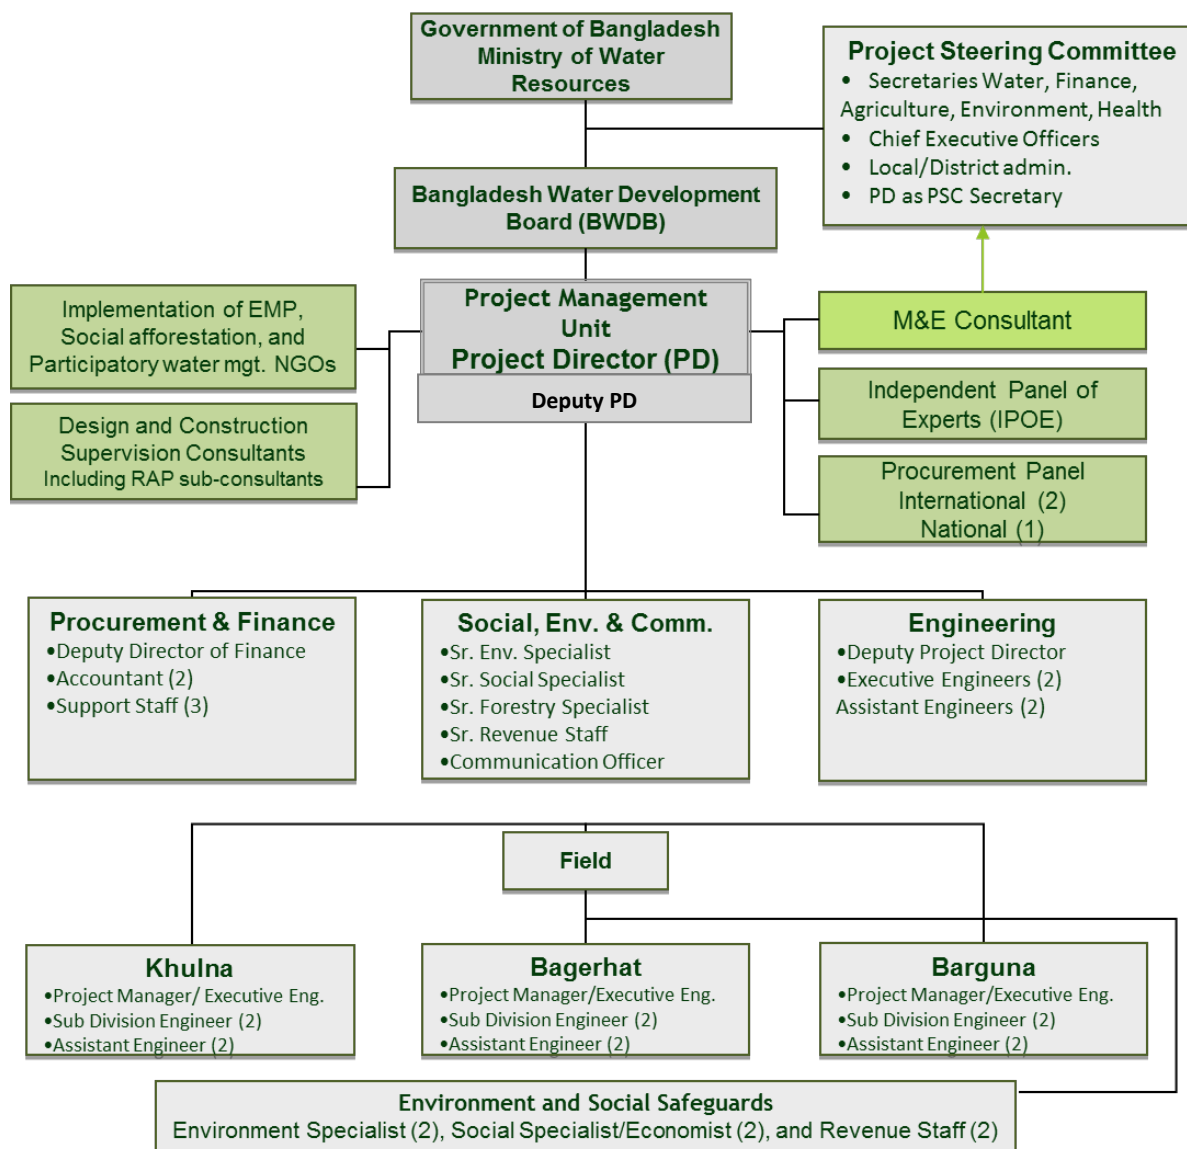 Government of Bangladesh
Ministry of Water
Resources
Project Steering Committee
• Secretaries Water, Finance,
Agriculture, Environment, Health
• Chief Executive Officers
• Local/District admin.
• PD as PSC Secretary
Bangladesh Water Development
Board (BWDB)
Implementation of EMP,
Social afforestation, and
Participatory water mgt. NGOs
Design and Construction
Supervision Consultants
Including RAP sub-consultants
Project Management
Unit
Project Director (PD)
Deputy PD
M&E Consultant
Independent Panel of
Experts (IPOE)
Procurement Panel
International (2)
National (1)
Procurement & Finance
•Deputy Director of Finance
•Accountant (2)
•Support Staff (3)
Social, Env. & Comm.
•Sr. Env. Specialist
•Sr. Social Specialist
•Sr. Forestry Specialist
•Sr. Revenue Staff
•Communication Officer
Engineering
•Deputy Project Director
•Executive Engineers (2)
Assistant Engineers (2)
Field
Khulna
•Project Manager/ Executive Eng.
•Sub Division Engineer (2)
•Assistant Engineer (2)
Bagerhat
•Project Manager/Executive Eng.
•Sub Division Engineer (2)
•Assistant Engineer (2)
Barguna
•Project Manager/Executive Eng.
•Sub Division Engineer (2)
•Assistant Engineer (2)
Environment and Social Safeguards
Environment Specialist (2), Social Specialist/Economist (2), and Revenue Staff (2)